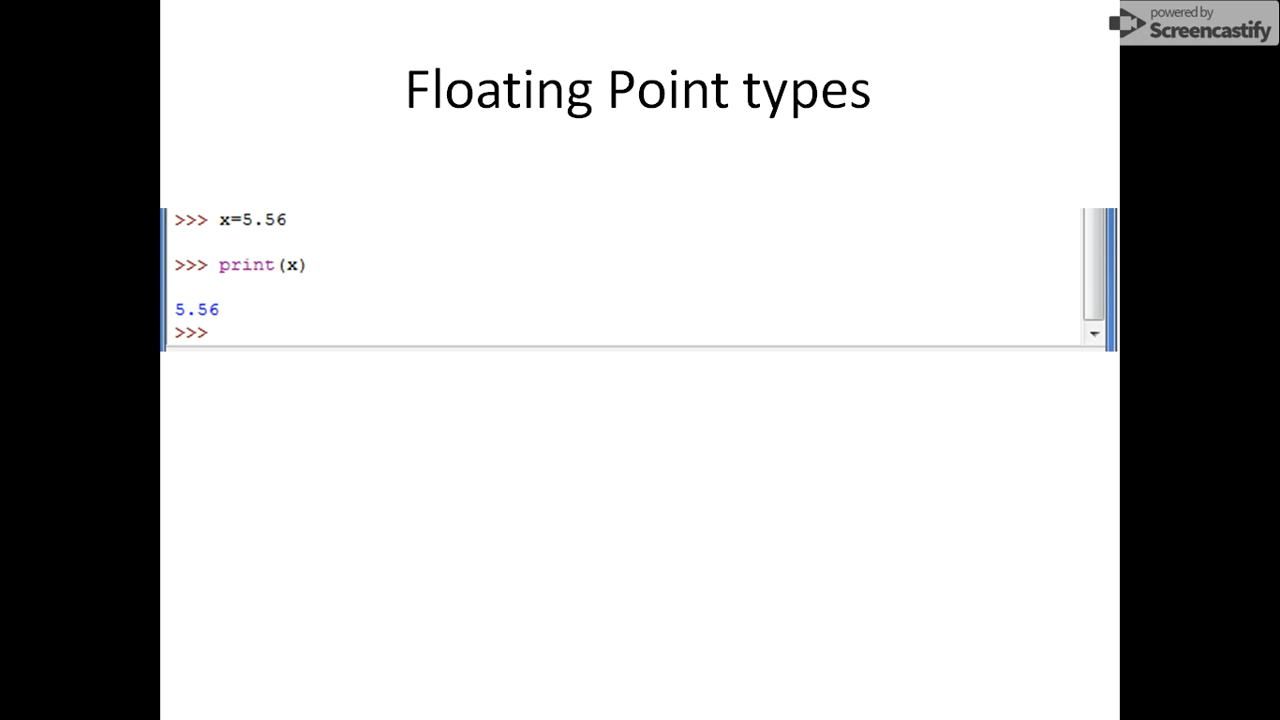 powered by
Screencastify
Floating Point types
>>> x=5.56
>>> print(x)
5.56
>>>